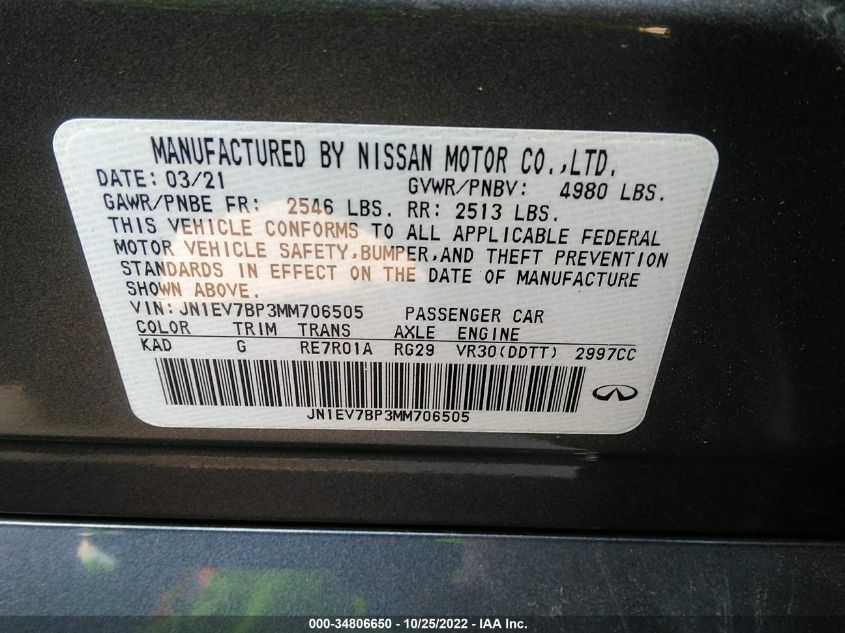 MANUFACTURED BY NISSAN MOTOR CO.,LTD.
DATE: 03/21 GVWR/PNBV: 4980 LBS.
GAWR/PNBE FR: 2546 LBS. RR: 2513 LBS.
THIS VEHICLE CONFORMS TO ALL APPLICABLE FEDERAL
MOTOR VEHICLE SAFETY,BUMPER,AND THEFT PREVENTION
STANDARDS IN EFFECT ON THE DATE OF MANUFACTURE
SHOWN ABOVE.
VIN: JN1EV7BP3MM706505 PASSENGER CAR
COLOR TRIM TRANS AXLE ENGINE
KAD G RE7R01A RG29 VR30(DDTT) 2997CC
JN1EV7BP3MM706505
000-34806650 - 10/25/2022 - IAA Inc.